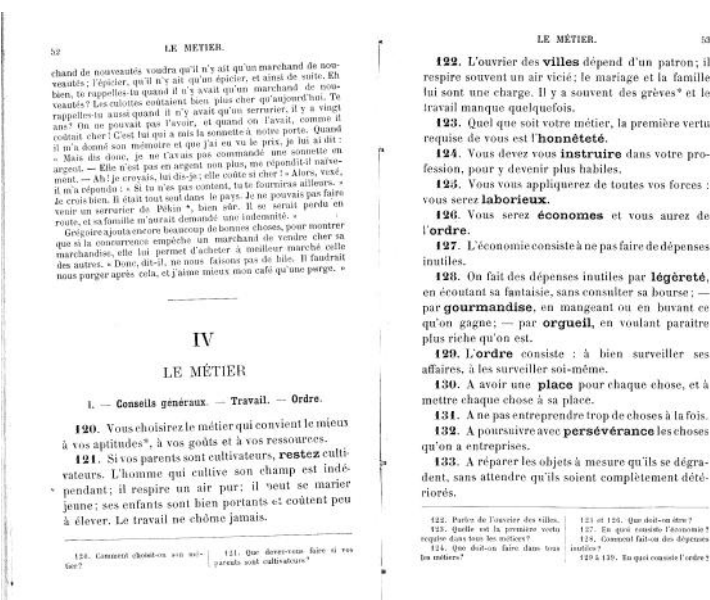 52
LE METIER.
chand de nouveautés voudra qu'il n'y ait qu'un marchand de nou-
veautés ; l'épicier, qu'il n'y ait qu'un épicier, et ainsi de suite. Eh
bien, te rappelles-tu quand il n'y avait qu'un marchand de nou-
veautés? Les culottes coûtaient bien plus cher qu'aujourd'hui. Te
rappelles-tu aussi quand il n'y avait qu'un serrurier, il y a vingt
ans? On ne pouvait pas l'avoir, et quand on l'avait, comme il
coûtait cher ! C'est lui qui a mis la sonnette à notre porte. Quand
il m'a donné son mémoire et que j'ai eu vu le prix, je lui ai dit :
« Mais dis donc, je ne t'avais pas commandé une sonnette en
argent. — Elle n'est pas en argent non plus, me répondit-il naïve-
ment. — Ah! je croyais, lui dis-je ; elle coûte si cher ! » Alors, vexé,
il m'a répondu : « Si tu n'es pas content, tu te fourniras ailleurs. »
Je crois bien. Il était tout seul dans le pays. Je ne pouvais pas faire
venir un serrurier de Pékin *, bien sûr. Il se serait perdu en
route, et sa famille m'aurait demandé une indemnité. »
Grégoire ajouta encore beaucoup de bonnes choses, pour montrer
que si la concurrence empêche un marchand de vendre cher sa
marchandise, elle lui permet d'acheter à meilleur marché celle
des autres. « Donc, dit-il, ne nous faisons pas de bile. Il faudrait
nous purger après cela, et j'aime mieux mon café qu'une purge. »
IV
LE MÉTIER
I. — Conseils généraux. — Travail. — Ordre.
120. Vous choisirez le métier qui convient le mieux
à vos aptitudes*, à vos goûts et à vos ressources.
121. Si vos parents sont cultivateurs, restez culti-
vateurs. L'homme qui cultive son champ est indé-
pendant ; il respire un air pur; il peut se marier
jeune ; ses enfants sont bien portants et coûtent peu
à élever. Le travail ne chôme jamais.
120. Comment choisit-on son mé-
tier?
121. Que devez-vous faire si vos
parents sont cultivateurs?
LE MÉTIER.
53
122. L'ouvrier des villes dépend d'un patron; il
respire souvent un air vicié; le mariage et la famille
lui sont une charge. Il y a souvent des grèves* et le
travail manque quelquefois.
123. Quel que soit votre métier, la première vertu
requise de vous est l'honnêteté.
124. Vous devez vous instruire dans votre pro-
fession, pour y devenir plus habiles.
125. Vous vous appliquerez de toutes vos forces :
vous serez laborieux.
126. Vous serez économes et vous aurez de
l'ordre.
127. L'économie consiste à ne pas faire de dépenses
inutiles.
128. On fait des dépenses inutiles par légèreté,
en écoutant sa fantaisie, sans consulter sa bourse ; —
par gourmandise, en mangeant ou en buvant ce
qu'on gagne ; — par orgueil, en voulant paraître
plus riche qu'on est.
129. L'ordre consiste : à bien surveiller ses
affaires, à les surveiller soi-même.
130. A avoir une place pour chaque chose, et à
mettre chaque chose à sa place.
131. A ne pas entreprendre trop de choses à la fois.
132. A poursuivre avec persévérance les choses
qu'on a entreprises.
133. A réparer les objets à mesure qu'ils se dégra-
dent, sans attendre qu'ils soient complètement dété-
riorés.
122. Parlez de l'ouvrier des villes.
123. Quelle est la première vertu
requise dans tous les métiers?
124. Que doit-on faire dans tous
les métiers?
125 et 126. Que doit-on être?
127. En quoi consiste l'économie?
128. Comment fait-on des dépenses
inutiles?
129 à 139. En quoi consiste l'ordre?